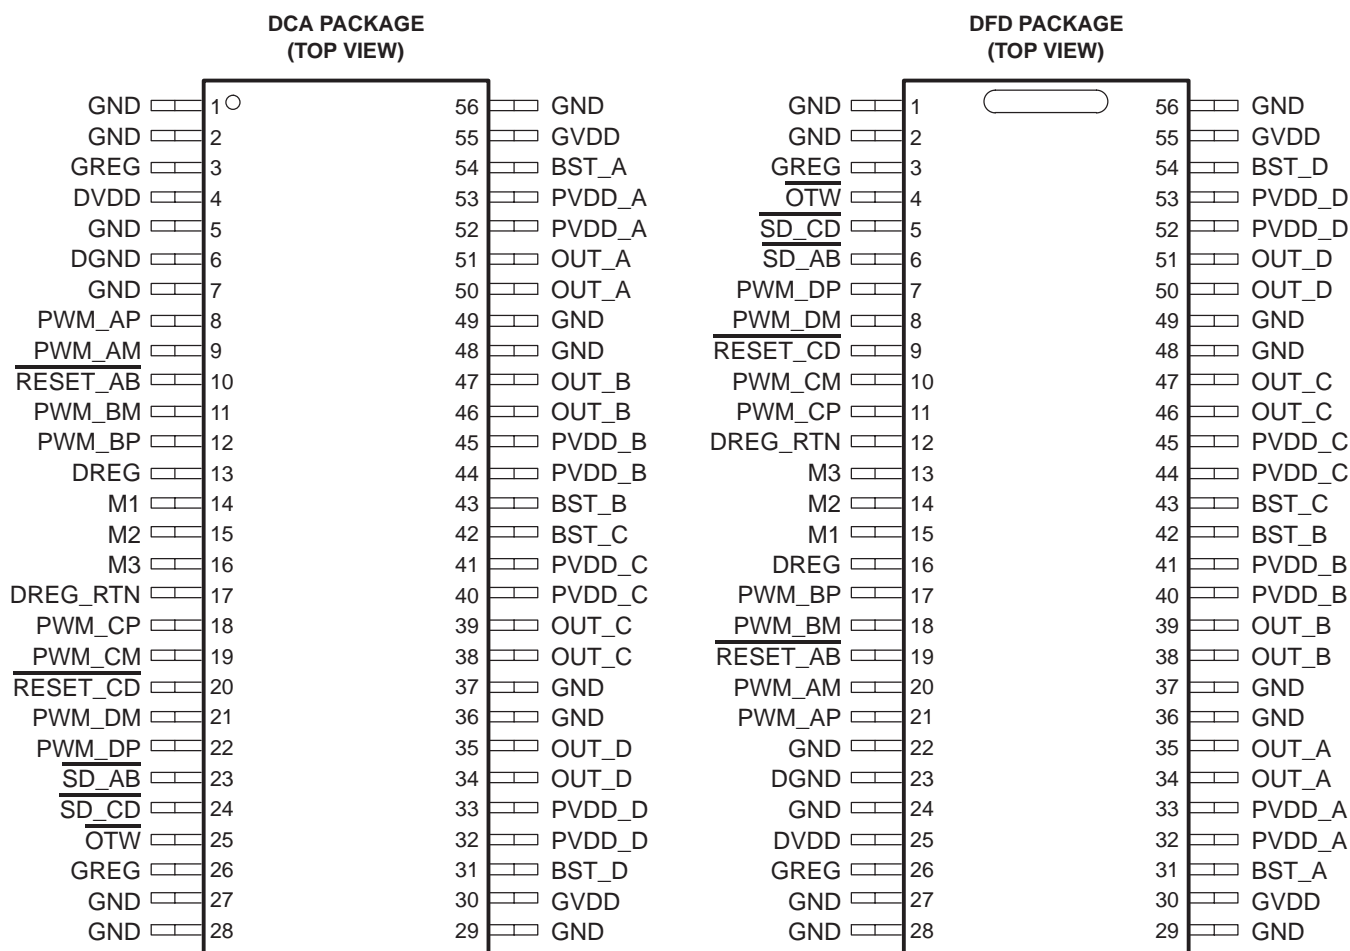 DCA PACKAGE
(TOP VIEW)
GND 1 56 GND
GND 2 55 GVDD
GREG 3 54 BST_A
DVDD 4 53 PVDD_A
GND 5 52 PVDD_A
DGND 6 51 OUT_A
GND 7 50 OUT_A
PWM_AP 8 49 GND
PWM_AM 9 48 GND
RESET_AB 10 47 OUT_B
PWM_BM 11 46 OUT_B
PWM_BP 12 45 PVDD_B
DREG 13 44 PVDD_B
M1 14 43 BST_B
M2 15 42 BST_C
M3 16 41 PVDD_C
DREG_RTN 17 40 PVDD_C
PWM_CP 18 39 OUT_C
PWM_CM 19 38 OUT_C
RESET_CD 20 37 GND
PWM_DM 21 36 GND
PWM_DP 22 35 OUT_D
SD_AB 23 34 OUT_D
SD_CD 24 33 PVDD_D
OTW 25 32 PVDD_D
GREG 26 31 BST_D
GND 27 30 GVDD
GND 28 29 GND
DFD PACKAGE
(TOP VIEW)
GND 1 56 GND
GND 2 55 GVDD
GREG 3 54 BST_D
OTW 4 53 PVDD_D
SD_CD 5 52 PVDD_D
SD_AB 6 51 OUT_D
PWM_DP 7 50 OUT_D
PWM_DM 8 49 GND
RESET_CD 9 48 GND
PWM_CM 10 47 OUT_C
PWM_CP 11 46 OUT_C
DREG_RTN 12 45 PVDD_C
M3 13 44 PVDD_C
M2 14 43 BST_C
M1 15 42 BST_B
DREG 16 41 PVDD_B
PWM_BP 17 40 PVDD_B
PWM_BM 18 39 OUT_B
RESET_AB 19 38 OUT_B
PWM_AM 20 37 GND
PWM_AP 21 36 GND
GND 22 35 OUT_A
DGND 23 34 OUT_A
GND 24 33 PVDD_A
DVDD 25 32 PVDD_A
GREG 26 31 BST_A
GND 27 30 GVDD
GND 28 29 GND